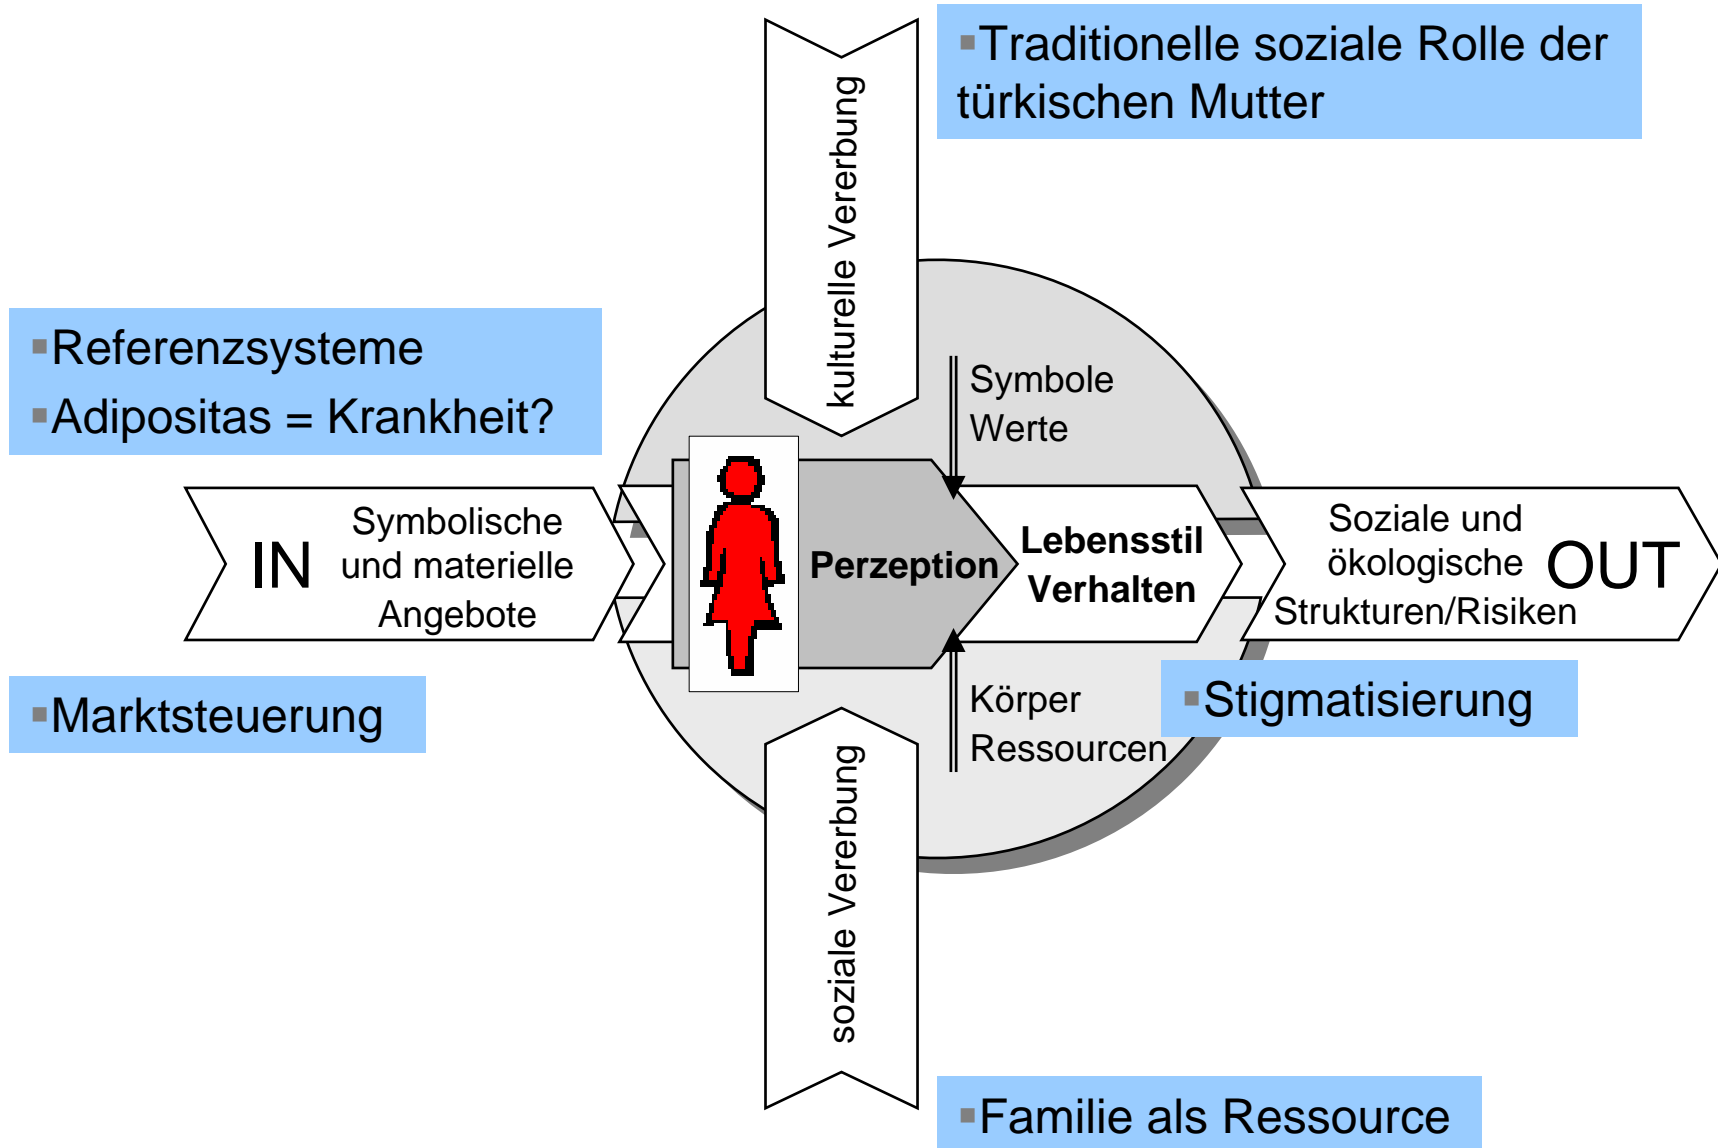 ▪Traditionelle soziale Rolle der
türkischen Mutter
kulturelle Vererbung
▪Referenzsysteme
▪Adipositas = Krankheit?
Symbole
Werte
IN
Symbolische
und materielle
Angebote
Perzeption
Lebensstil
Verhalten
Soziale und
ökologische
Strukturen/Risiken
OUT
▪Marktsteuerung
Körper
Ressourcen
▪Stigmatisierung
soziale Vererbung
▪Familie als Ressource